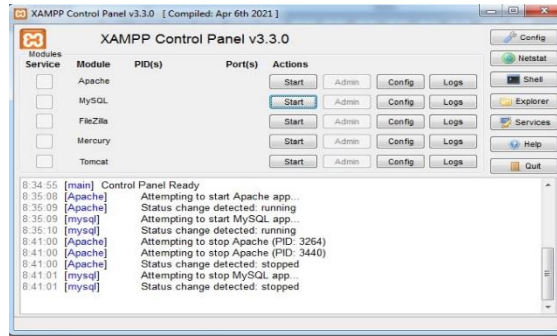 XAMPP Control Panel v3.3.0 [ Compiled: Apr 6th 2021 ]
XAMPP Control Panel v3.3.0
Config
Modules
Service Module PID(s) Port(s) Actions
Netstat
Apache Start Admin Config Logs
Shell
MySQL Start Admin Config Logs
Explorer
FileZilla Start Admin Config Logs
Services
Mercury Start Admin Config Logs
Help
Tomcat Start Admin Config Logs
Quit
8:34:55 [main] Control Panel Ready
8:35:08 [Apache] Attempting to start Apache app...
8:35:09 [Apache] Status change detected: running
8:35:09 [mysql] Attempting to start MySQL app...
8:35:10 [mysql] Status change detected: running
8:41:00 [Apache] Attempting to stop Apache (PID: 3264)
8:41:00 [Apache] Attempting to stop Apache (PID: 3440)
8:41:00 [Apache] Status change detected: stopped
8:41:01 [mysql] Attempting to stop MySQL app...
8:41:01 [mysql] Status change detected: stopped